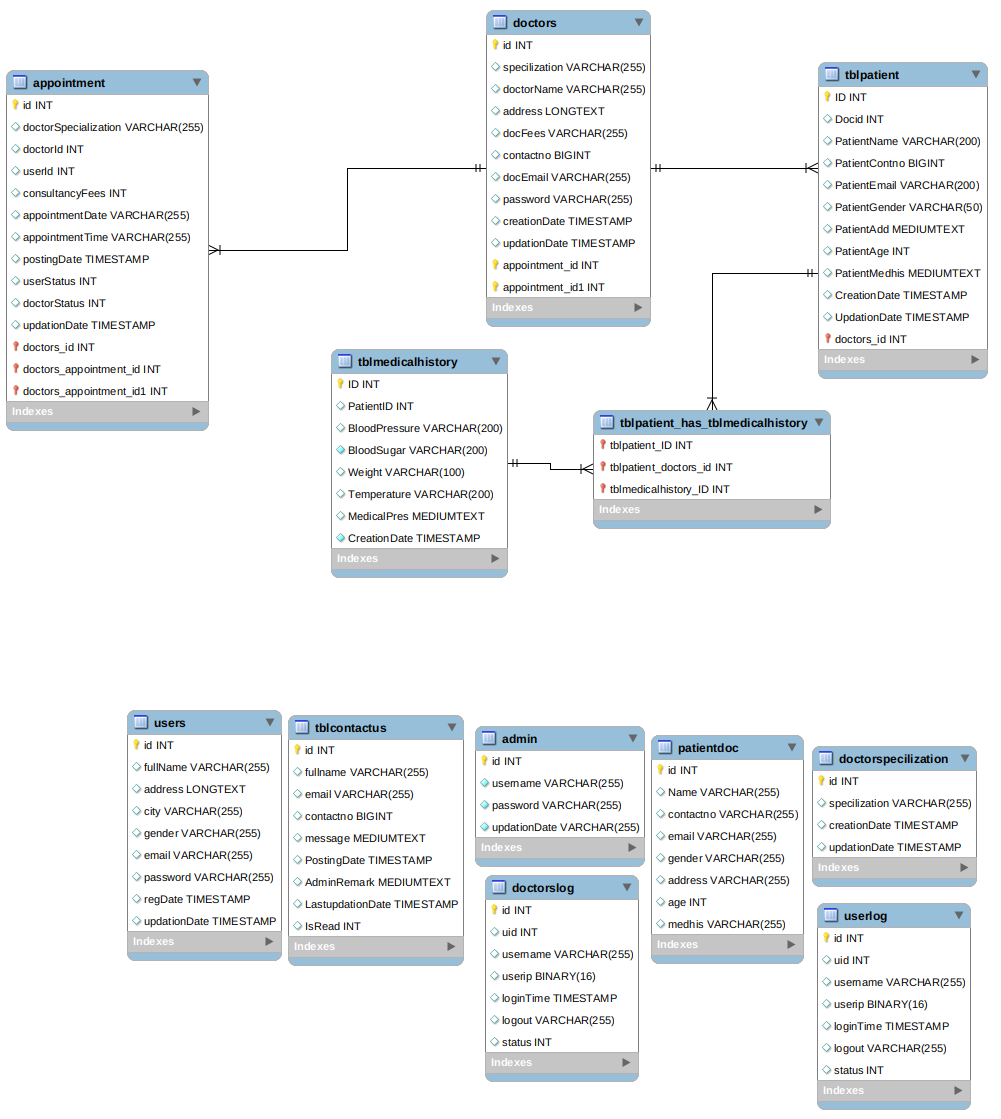 doctors
id INT
specilization VARCHAR(255)
doctorName VARCHAR(255)
address LONGTEXT
docFees VARCHAR(255)
contactno BIGINT
docEmail VARCHAR(255)
password VARCHAR(255)
creationDate TIMESTAMP
updationDate TIMESTAMP
appointment_id INT
appointment_id1 INT
Indexes
appointment
id INT
doctorSpecialization VARCHAR(255)
doctorId INT
userId INT
consultancyFees INT
appointmentDate VARCHAR(255)
appointmentTime VARCHAR(255)
postingDate TIMESTAMP
userStatus INT
doctorStatus INT
updationDate TIMESTAMP
doctors_id INT
doctors_appointment_id INT
doctors_appointment_id1 INT
Indexes
tblpatient
ID INT
Docid INT
PatientName VARCHAR(200)
PatientContno BIGINT
PatientEmail VARCHAR(200)
PatientGender VARCHAR(50)
PatientAdd MEDIUMTEXT
PatientAge INT
PatientMedhis MEDIUMTEXT
CreationDate TIMESTAMP
UpdationDate TIMESTAMP
doctors_id INT
Indexes
tblmedicalhistory
ID INT
PatientID INT
BloodPressure VARCHAR(200)
BloodSugar VARCHAR(200)
Weight VARCHAR(100)
Temperature VARCHAR(200)
MedicalPres MEDIUMTEXT
CreationDate TIMESTAMP
Indexes
tblpatient_has_tblmedicalhistory
tblpatient_ID INT
tblpatient_doctors_id INT
tblmedicalhistory_ID INT
Indexes
users
id INT
fullName VARCHAR(255)
address LONGTEXT
city VARCHAR(255)
gender VARCHAR(255)
email VARCHAR(255)
password VARCHAR(255)
regDate TIMESTAMP
updationDate TIMESTAMP
Indexes
tblcontactus
id INT
fullname VARCHAR(255)
email VARCHAR(255)
contactno BIGINT
message MEDIUMTEXT
PostingDate TIMESTAMP
AdminRemark MEDIUMTEXT
LastupdationDate TIMESTAMP
IsRead INT
Indexes
admin
id INT
username VARCHAR(255)
password VARCHAR(255)
updationDate VARCHAR(255)
Indexes
patientdoc
id INT
Name VARCHAR(255)
contactno VARCHAR(255)
email VARCHAR(255)
gender VARCHAR(255)
address VARCHAR(255)
age INT
medhis VARCHAR(255)
Indexes
doctorspecilization
id INT
specilization VARCHAR(255)
creationDate TIMESTAMP
updationDate TIMESTAMP
Indexes
doctorslog
id INT
uid INT
username VARCHAR(255)
userip BINARY(16)
loginTime TIMESTAMP
logout VARCHAR(255)
status INT
Indexes
userlog
id INT
uid INT
username VARCHAR(255)
userip BINARY(16)
loginTime TIMESTAMP
logout VARCHAR(255)
status INT
Indexes